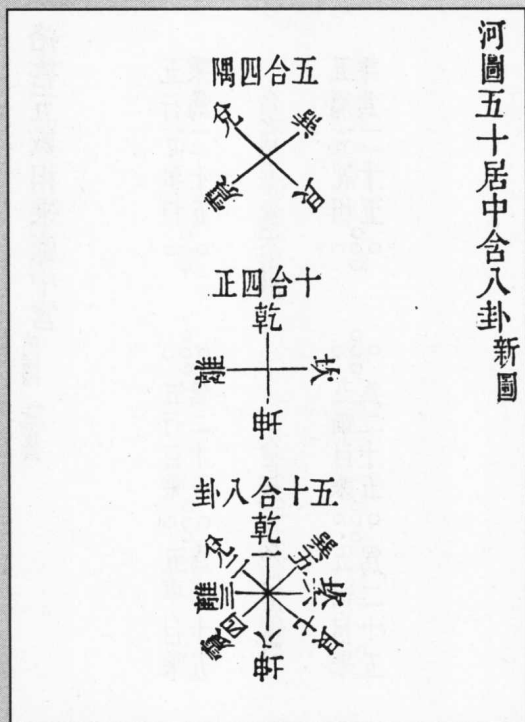 河圖五十居中含八卦新圖
五合四隅
巽
兌
艮
震
十合四正
乾
坎
離
坤
五十合八卦
乾一
兌二
離三
震四
巽五
坎六
艮七
坤八